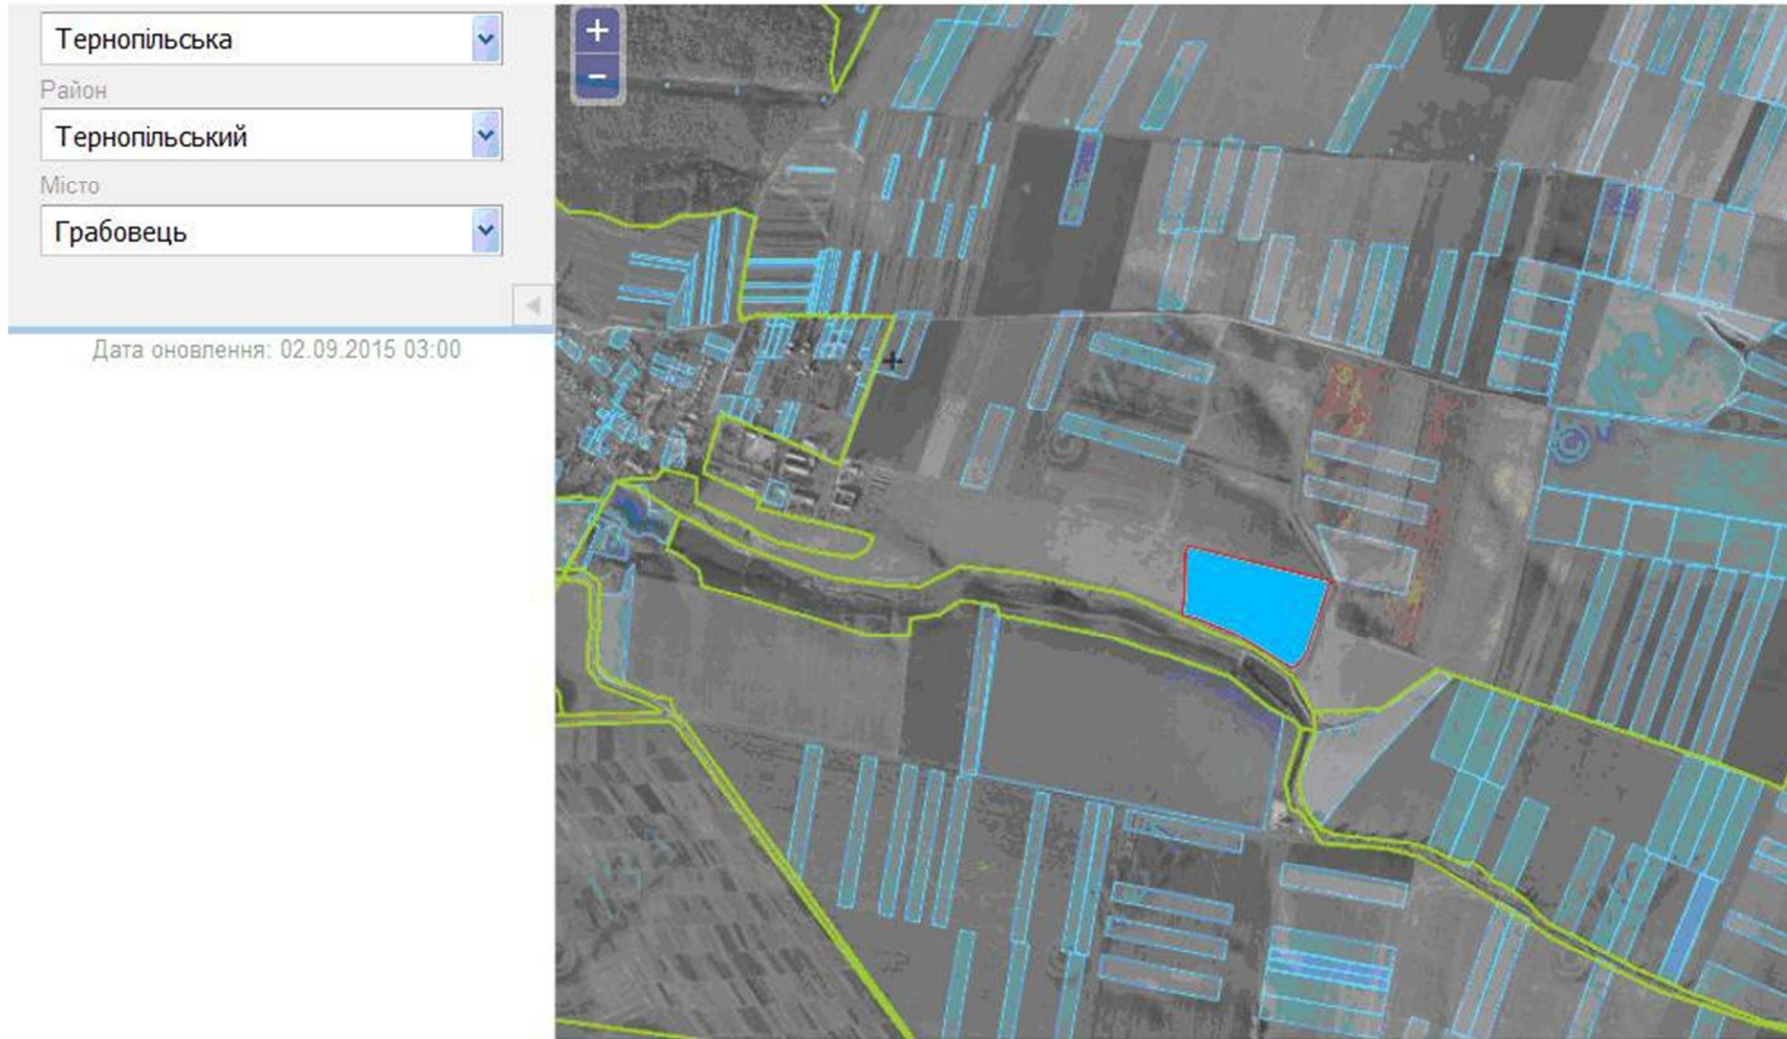 Тернопільська
Район
Тернопільський
Місто
Грабовець
Дата оновлення: 02.09.2015 03:00
+
−